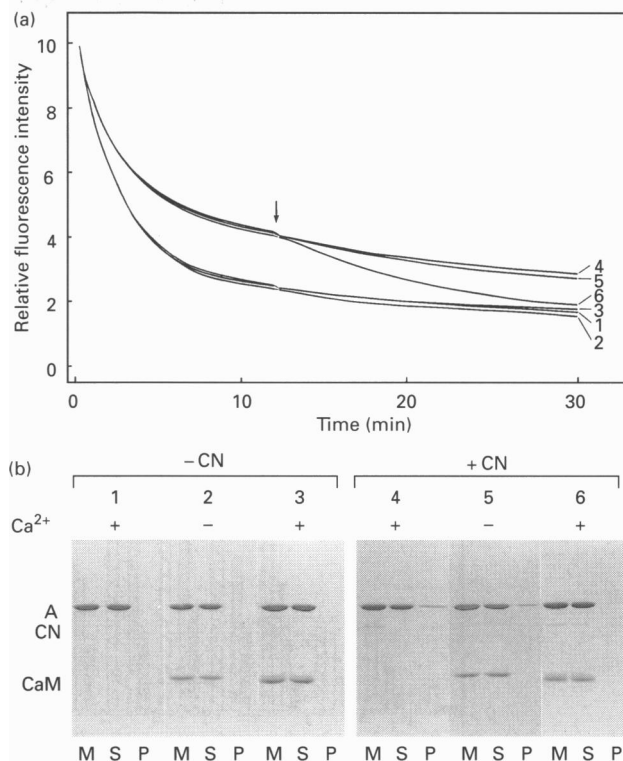 (a)
Relative fluorescence intensity
10
8
6
4
2
0
4
5
6
3
1
2
0 10 20 30
Time (min)
(b)
– CN + CN
1 2 3 4 5 6
Ca2+ + – + + – +
A
CN
CaM
M S P M S P M S P M S P M S P M S P